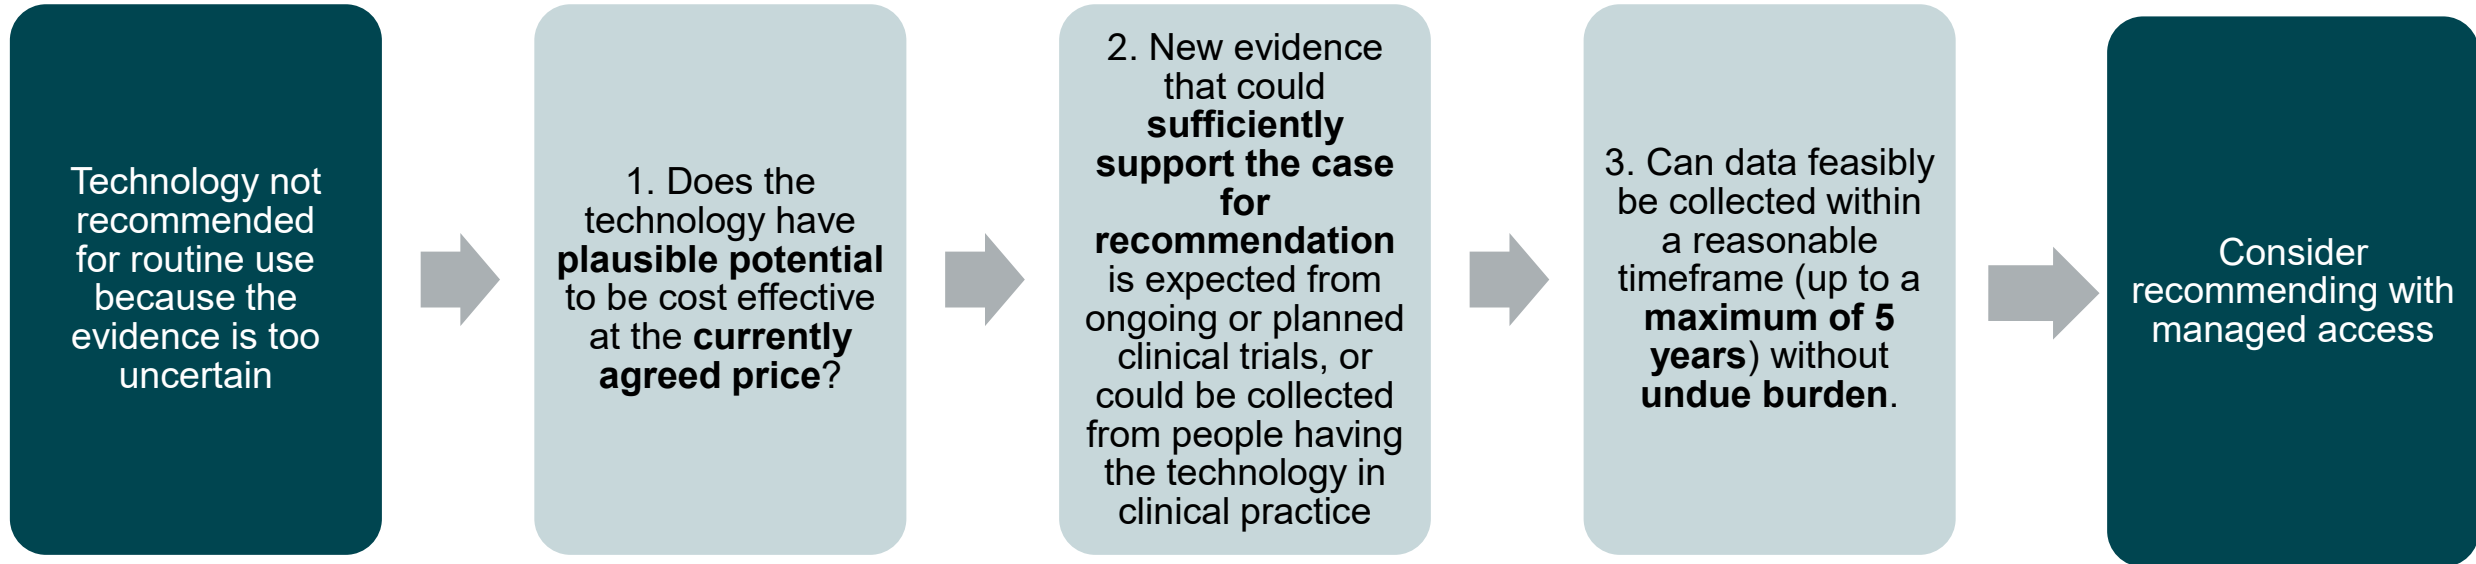 Technology not
recommended
for routine use
because the
evidence is too
uncertain
1. Does the
technology have
plausible potential
to be cost effective
at the currently
agreed price?
2. New evidence
that could
sufficiently
support the case
for
recommendation
is expected from
ongoing or planned
clinical trials, or
could be collected
from people having
the technology in
clinical practice
3. Can data feasibly
be collected within
a reasonable
timeframe (up to a
maximum of 5
years) without
undue burden.
Consider
recommending with
managed access